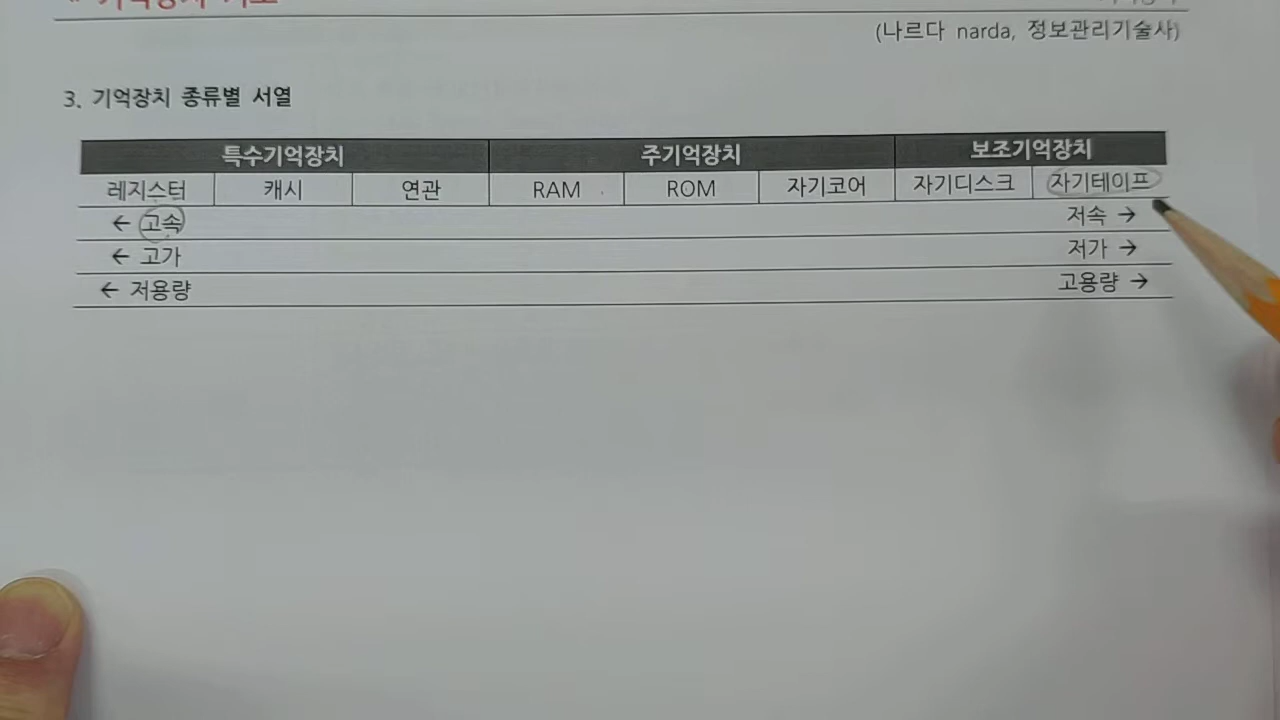 (나르다 narda, 정보관리기술사)
3. 기억장치 종류별 서열
특수기억장치 주기억장치 보조기억장치
레지스터 캐시 연관 RAM ROM 자기코어 자기디스크 자기테이프
← 고속 저속 →
← 고가 저가 →
← 저용량 고용량 →